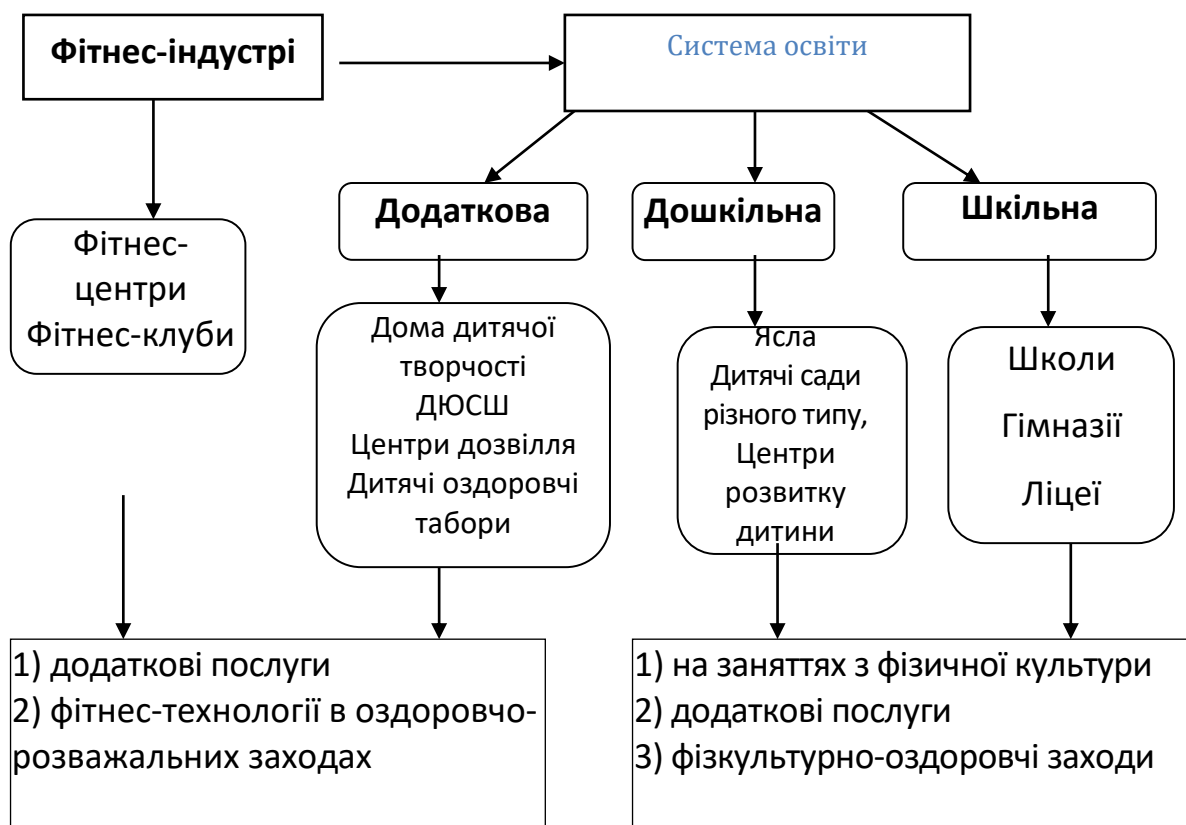 Фітнес-індустрі
Система освіти
Додаткова
Дошкільна
Шкільна
Фітнес-
центри
Фітнес-клуби
Дома дитячої
творчості
ДЮСШ
Центри дозвілля
Дитячі оздоровчі
табори
Ясла
Дитячі сади
різного типу,
Центри
розвитку
дитини
Школи
Гімназії
Ліцеї
1) додаткові послуги
2) фітнес-технології в оздоровчо-
розважальних заходах
1) на заняттях з фізичної культури
2) додаткові послуги
3) фізкультурно-оздоровчі заходи